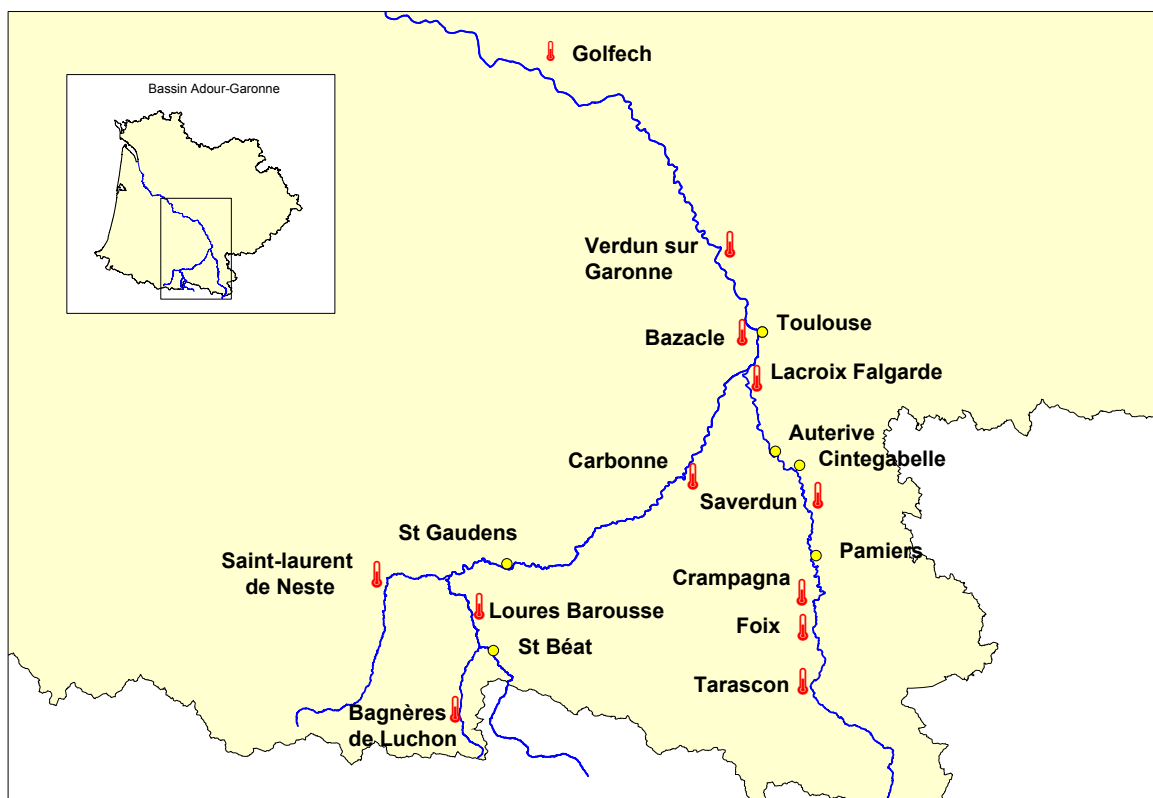 Golfech
Bassin Adour-Garonne
Verdun sur
Garonne
Toulouse
Bazacle
Lacroix Falgarde
Auterive
Cintegabelle
Carbonne
Saverdun
St Gaudens
Pamiers
Saint-laurent
de Neste
Crampagna
Loures Barousse
Foix
St Béat
Tarascon
Bagnères
de Luchon